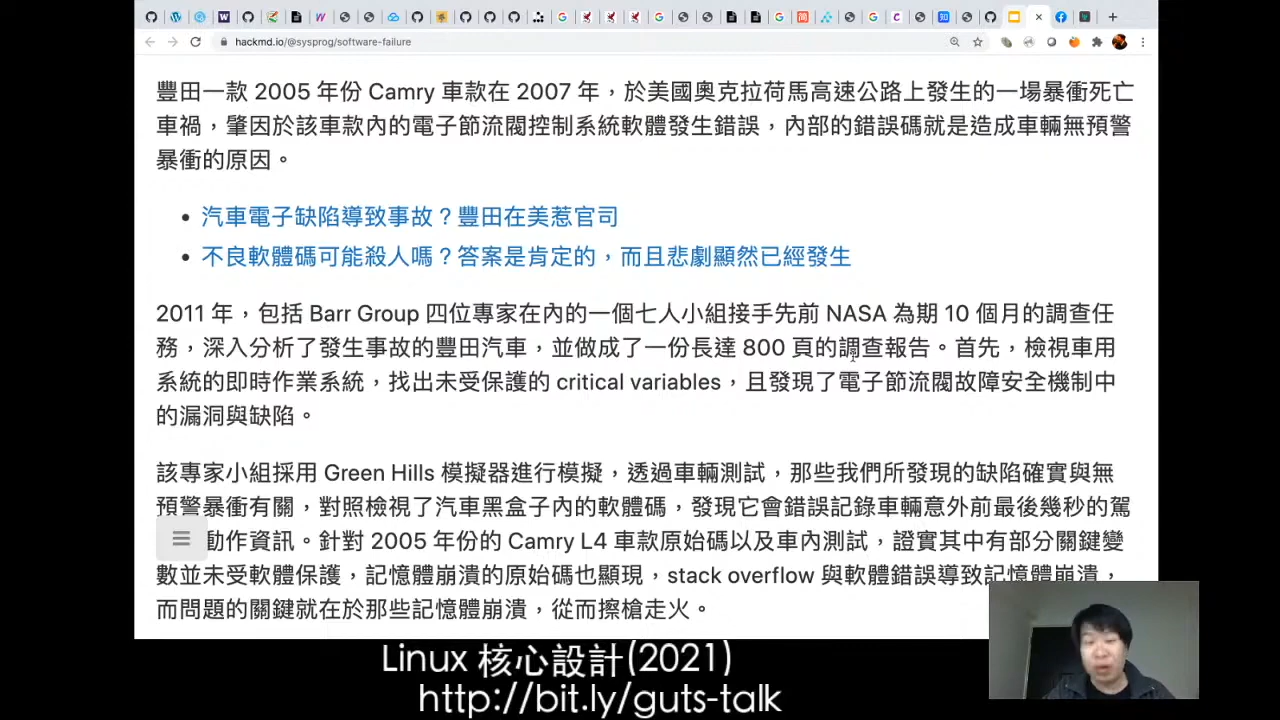 hackmd.io/@sysprog/software-failure
豐田一款 2005 年份 Camry 車款在 2007 年，於美國奧克拉荷馬高速公路上發生的一場暴衝死亡
車禍，肇因於該車款內的電子節流閥控制系統軟體發生錯誤，內部的錯誤碼就是造成車輛無預警
暴衝的原因。
• 汽車電子缺陷導致事故？豐田在美惹官司
• 不良軟體碼可能殺人嗎？答案是肯定的，而且悲劇顯然已經發生
2011 年，包括 Barr Group 四位專家在內的一個七人小組接手先前 NASA 為期 10 個月的調查任
務，深入分析了發生事故的豐田汽車，並做成了一份長達 800 頁的調查報告。首先，檢視車用
系統的即時作業系統，找出未受保護的 critical variables，且發現了電子節流閥故障安全機制中
的漏洞與缺陷。
該專家小組採用 Green Hills 模擬器進行模擬，透過車輛測試，那些我們所發現的缺陷確實與無
預警暴衝有關，對照檢視了汽車黑盒子內的軟體碼，發現它會錯誤記錄車輛意外前最後幾秒的駕
動作資訊。針對 2005 年份的 Camry L4 車款原始碼以及車內測試，證實其中有部分關鍵變
數並未受軟體保護，記憶體崩潰的原始碼也顯現，stack overflow 與軟體錯誤導致記憶體崩潰，
而問題的關鍵就在於那些記憶體崩潰，從而擦槍走火。
Linux 核心設計(2021)
http://bit.ly/guts-talk